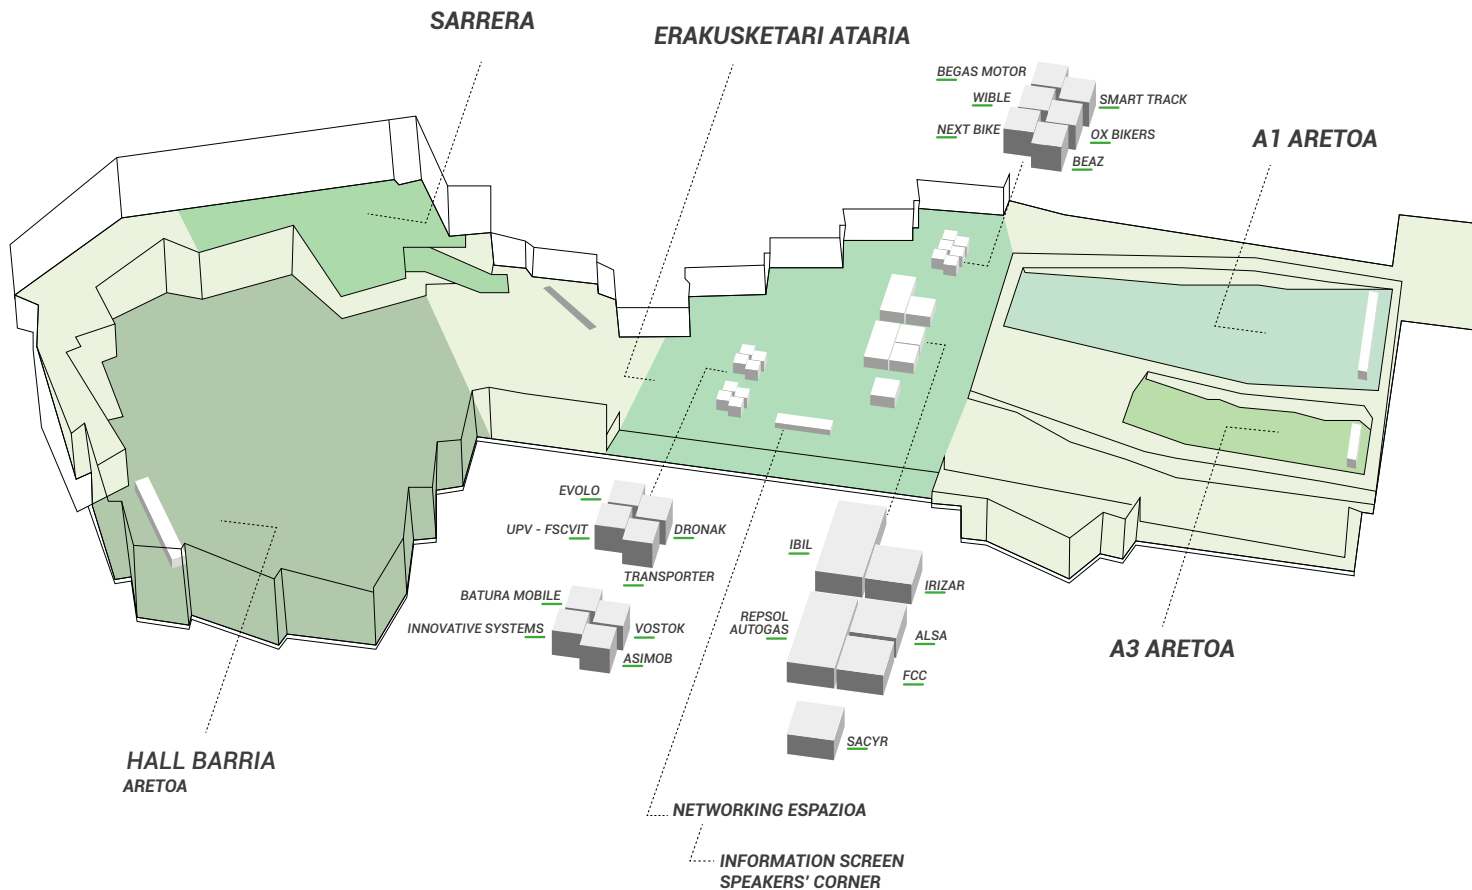 SARRERA
ERAKUSKETARI ATARIA
BEGAS MOTOR
WIBLE
SMART TRACK
NEXT BIKE
OX BIKERS
BEAZ
A1 ARETOA
EVOLO
UPV - FSCVIT
DRONAK
TRANSPORTER
BATURA MOBILE
INNOVATIVE SYSTEMS
VOSTOK
ASIMOB
IBIL
IRIZAR
REPSOL
AUTOGAS
ALSA
FCC
SACYR
A3 ARETOA
HALL BARRIA
ARETOA
NETWORKING ESPAZIOA
INFORMATION SCREEN
SPEAKERS' CORNER